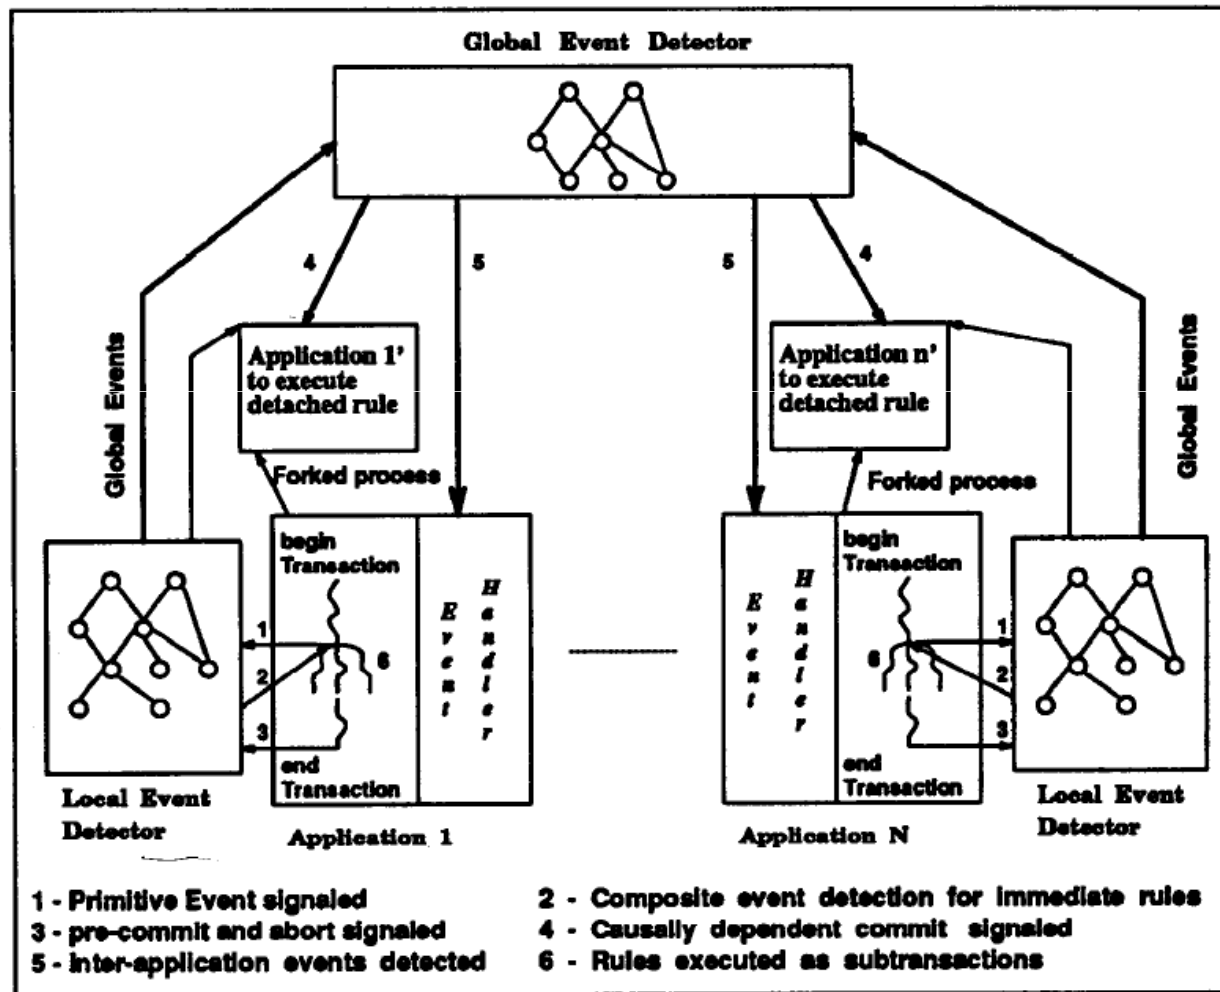 Global Event Detector
4
5
5
4
Global Events
Application 1'
to execute
detached rule
Application n'
to execute
detached rule
Global Events
Forked process
Forked process
begin
Transaction
Event
Handler
1
2
3
6
end
Transaction
Event
Handler
begin
Transaction
6
1
2
3
end
Transaction
Local Event
Detector
Application 1
Application N
Local Event
Detector
1 - Primitive Event signaled
2 - Composite event detection for immediate rules
3 - pre-commit and abort signaled
4 - Causally dependent commit signaled
5 - Inter-application events detected
6 - Rules executed as subtransactions